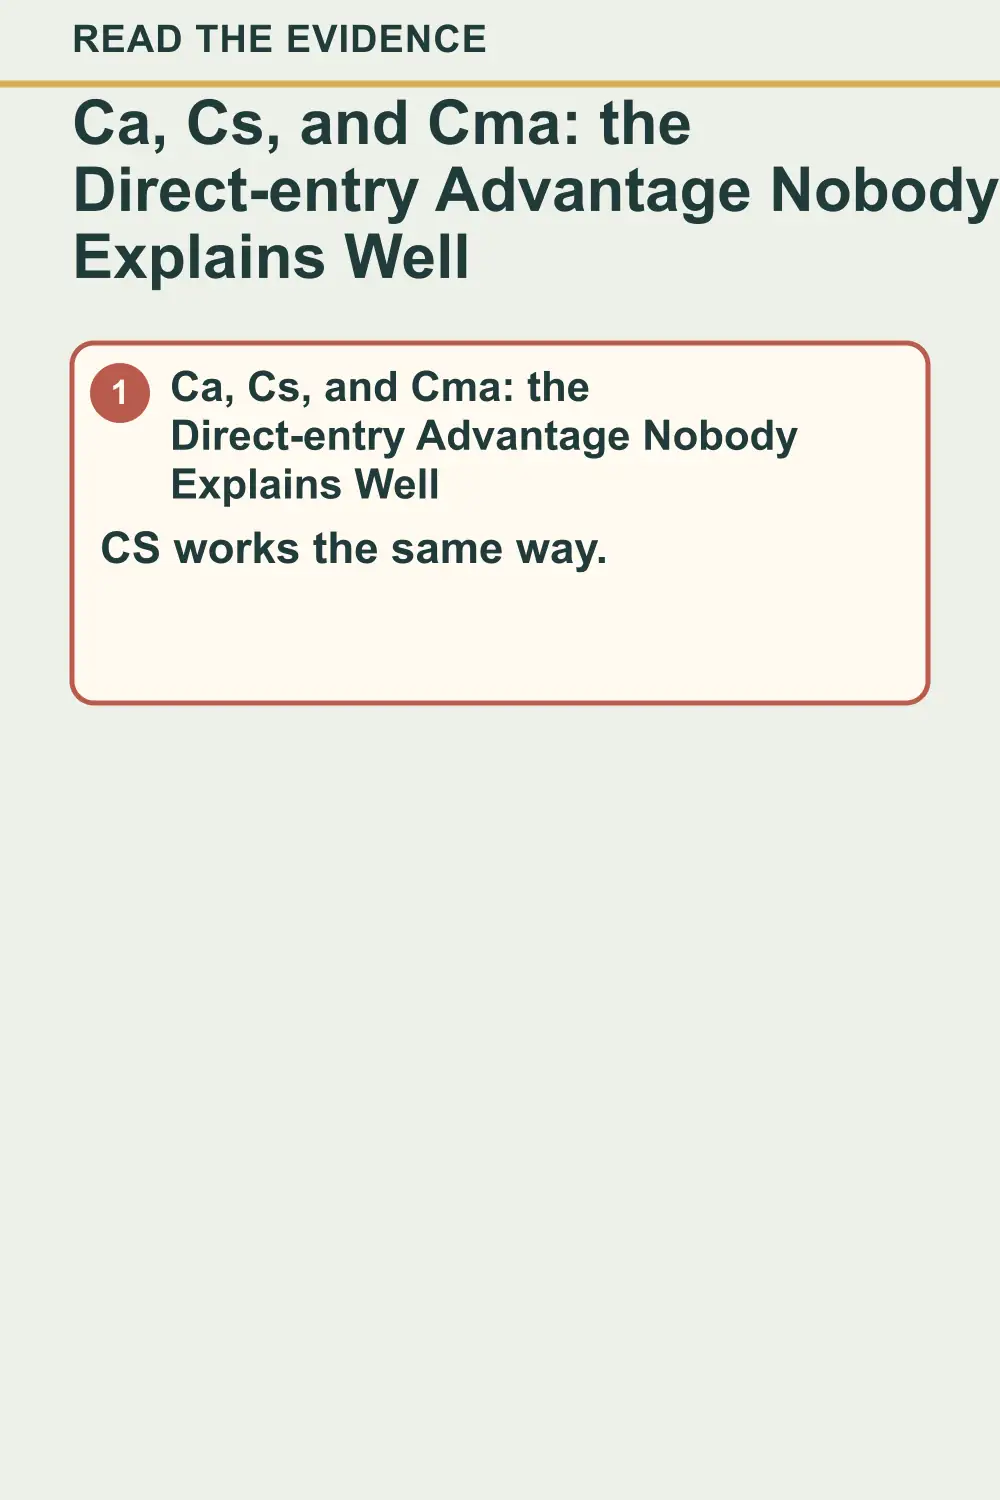 READ THE EVIDENCE
Ca, Cs, and Cma: the
Direct-entry Advantage Nobody
Explains Well
1
Ca, Cs, and Cma: the
Direct-entry Advantage Nobody
Explains Well
CS works the same way.